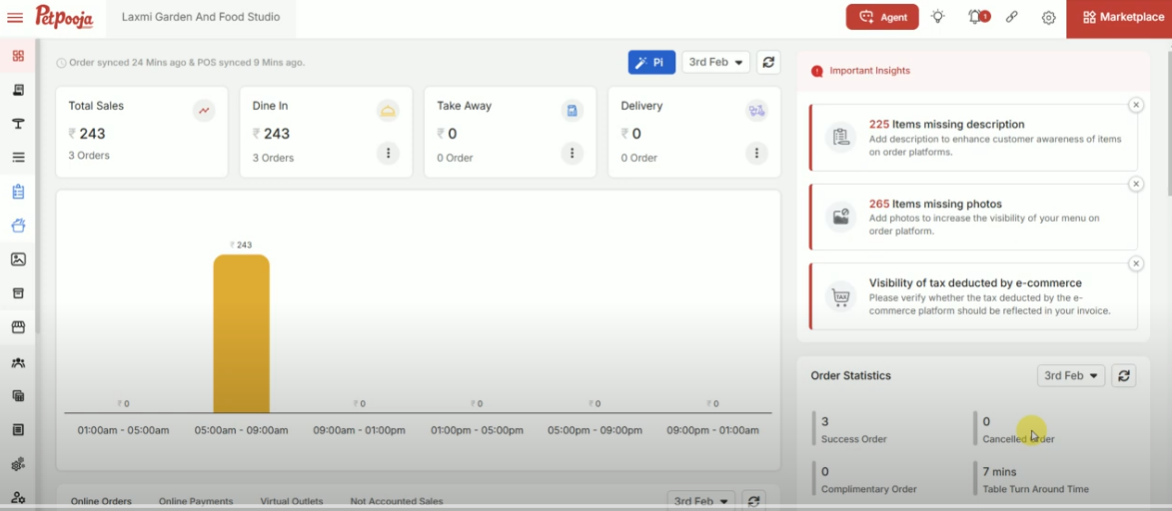 Petpooja
Laxmi Garden And Food Studio
Agent
1
Marketplace
Order synced 24 Mins ago & POS synced 9 Mins ago.
Pi
3rd Feb
Total Sales
₹ 243
3 Orders
Dine In
₹ 243
3 Orders
Take Away
₹ 0
0 Order
Delivery
₹ 0
0 Order
₹ 0
₹ 243
₹ 0
₹ 0
₹ 0
₹ 0
01:00am - 05:00am
05:00am - 09:00am
09:00am - 01:00pm
01:00pm - 05:00pm
05:00pm - 09:00pm
09:00pm - 01:00am
Online Orders
Online Payments
Virtual Outlets
Not Accounted Sales
3rd Feb
Important Insights
225 Items missing description
Add description to enhance customer awareness of items
on order platforms.
265 Items missing photos
Add photos to increase the visibility of your menu on
order platform.
TAX
Visibility of tax deducted by e-commerce
Please verify whether the tax deducted by the e-
commerce platform should be reflected in your invoice.
Order Statistics
3rd Feb
3
Success Order
0
Cancelled Order
0
Complimentary Order
7 mins
Table Turn Around Time